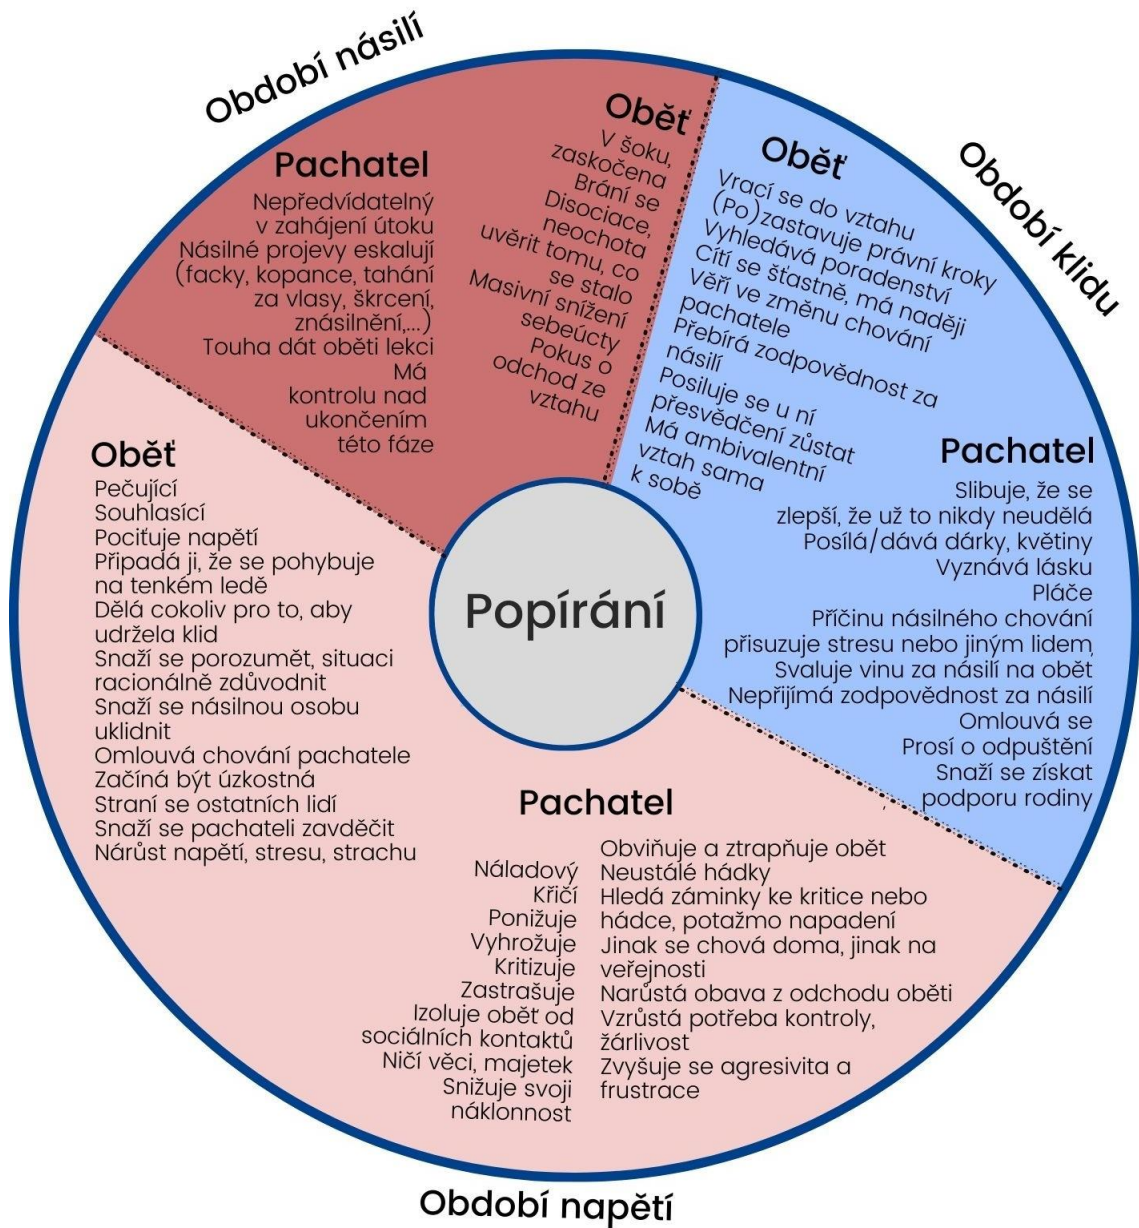 Období násilí
Pachatel
Nepředvídatelný
v zahájení útoku
Násilné projevy eskalují
(facky, kopance, tahání
za vlasy, škrcení,
znásilnění,...)
Touha dát oběti lekci
Má
kontrolu nad
ukončením
této fáze
Oběť
V šoku,
zaskočena
Brání se
Disociace,
neochota
uvěrit tomu, co
se stalo
Masivní snížení
sebeúcty
Pokus o
odchod ze
vztahu
Období klidu
Oběť
Vrací se do vztahu
(Po)zastavuje právní kroky
Vyhledává poradenství
Cítí se šťastně, má naději
Věří ve změnu chování
pachatele
Přebírá zodpovědnost za
násilí
Posiluje se u ní
přesvědčení zůstat
Má ambivalentní
vztah sama
k sobě
Pachatel
Slibuje, že se
zlepší, že už to nikdy neudělá
Posílá/dává dárky, květiny
Vyznává lásku
Pláče
Příčinu násilného chování
přisuzuje stresu nebo jiným lidem,
Svaluje vinu za násilí na obět
Nepřijímá zodpovědnost za násilí
Omlouvá se
Prosí o odpuštění
Snaží se získat
podporu rodiny
Popírání
Oběť
Pečující
Souhlasící
Pociťuje napětí
Připadá ji, že se pohybuje
na tenkém ledě
Dělá cokoliv pro to, aby
udržela klid
Snaží se porozumět, situaci
racionálně zdůvodnit
Snaží se násilnou osobu
uklidnit
Omlouvá chování pachatele
Začíná být úzkostná
Straní se ostatních lidí
Snaží se pachateli zavděčit
Nárůst napětí, stresu, strachu
Pachatel
Náladový
Křičí
Ponižuje
Vyhrožuje
Kritizuje
Zastrašuje
Izoluje obět od
sociálních kontaktů
Ničí věci, majetek
Snižuje svoji
náklonnost
Obviňuje a ztrapňuje obět
Neustálé hádky
Hledá záminky ke kritice nebo
hádce, potažmo napadení
Jinak se chová doma, jinak na
veřejnosti
Narůstá obava z odchodu oběti
Vzrůstá potřeba kontroly,
žárlivost
Zvyšuje se agresivita a
frustrace
Období napětí